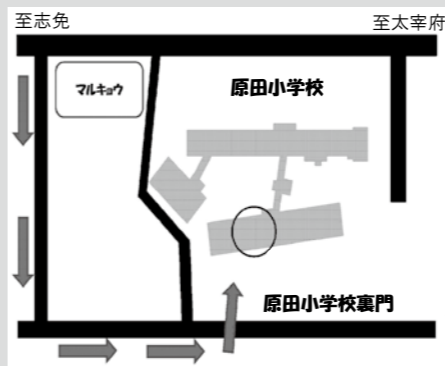 至志免
至太宰府
マルキョウ
原田小学校
原田小学校裏門